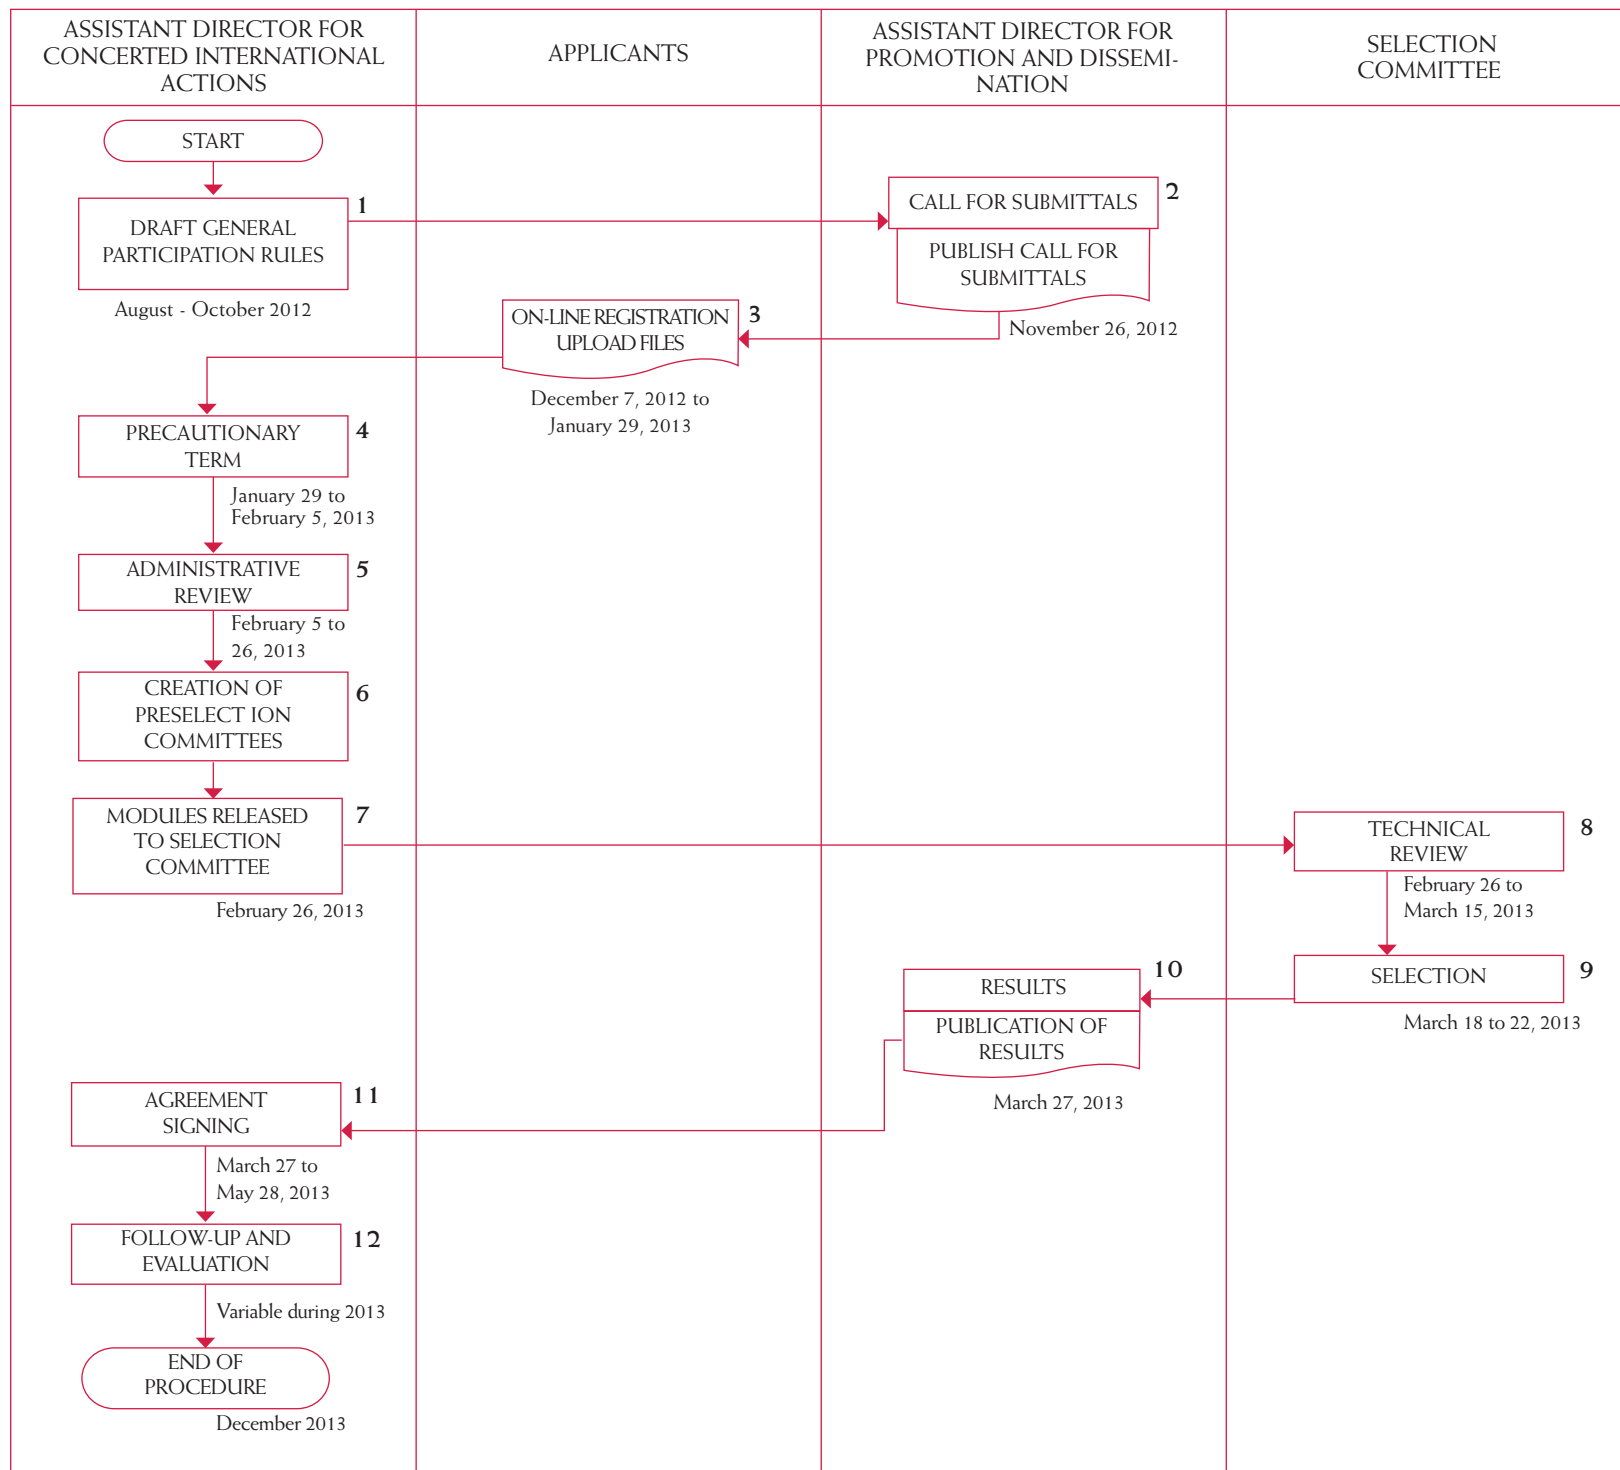 ASSISTANT DIRECTOR FOR
CONCERTED INTERNATIONAL
ACTIONS
APPLICANTS
ASSISTANT DIRECTOR FOR
PROMOTION AND DISSEMI-
NATION
SELECTION
COMMITTEE
START
1
DRAFT GENERAL
PARTICIPATION RULES
August - October 2012
2
CALL FOR SUBMITTALS
PUBLISH CALL FOR
SUBMITTALS
November 26, 2012
3
ON-LINE REGISTRATION
UPLOAD FILES
December 7, 2012 to
January 29, 2013
4
PRECAUTIONARY
TERM
January 29 to
February 5, 2013
5
ADMINISTRATIVE
REVIEW
February 5 to
26, 2013
6
CREATION OF
PRESELECT ION
COMMITTEES
7
MODULES RELEASED
TO SELECTION
COMMITTEE
February 26, 2013
8
TECHNICAL
REVIEW
February 26 to
March 15, 2013
9
SELECTION
March 18 to 22, 2013
10
RESULTS
PUBLICATION OF
RESULTS
March 27, 2013
11
AGREEMENT
SIGNING
March 27 to
May 28, 2013
12
FOLLOW-UP AND
EVALUATION
Variable during 2013
END OF
PROCEDURE
December 2013